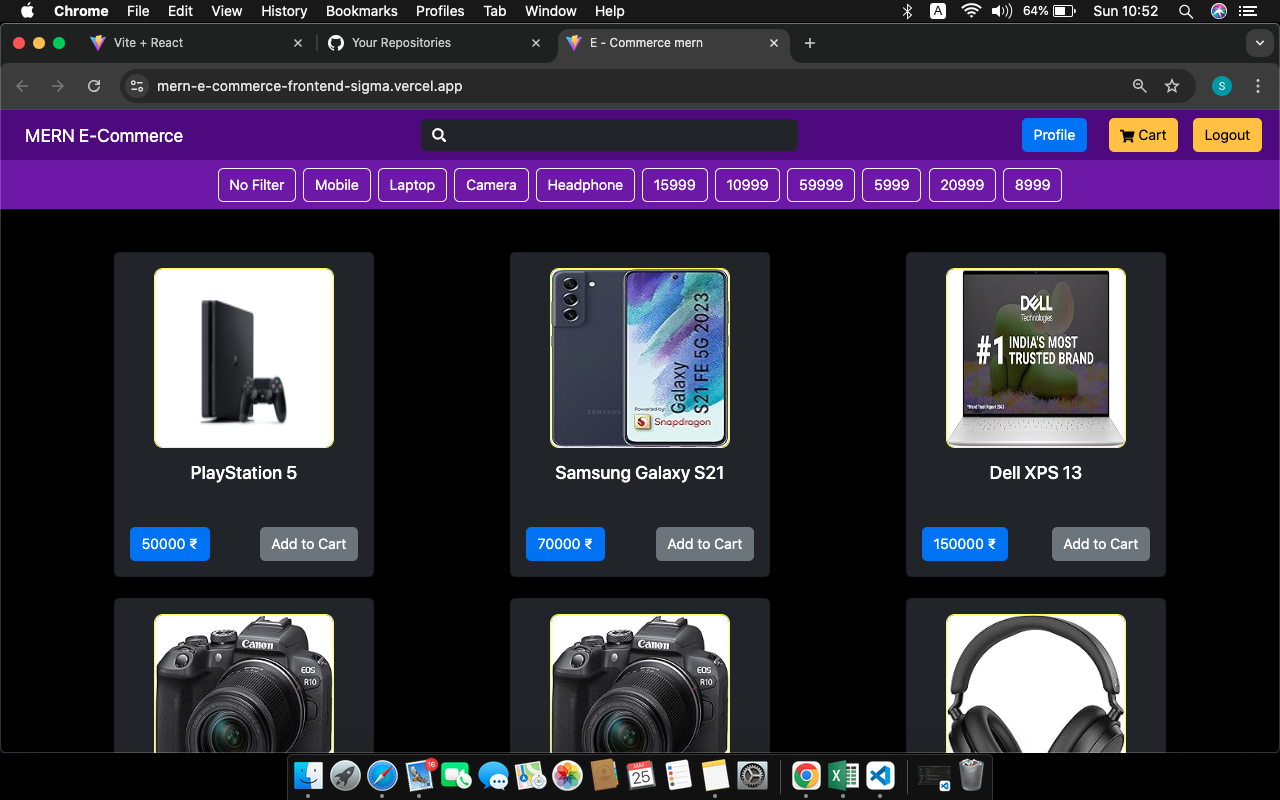 Chrome File Edit View History Bookmarks Profiles Tab Window Help A 64% Sun 10:52
Vite + React Your Repositories E - Commerce mern
mern-e-commerce-frontend-sigma.vercel.app S
MERN E-Commerce Profile Cart Logout
No Filter Mobile Laptop Camera Headphone 15999 10999 59999 5999 20999 8999
Galaxy
S21 FE 5G 2023
SAMSUNG
Powered by:
Snapdragon
DELL
Technologies
#1 INDIA'S MOST
TRUSTED BRAND
PlayStation 5 Samsung Galaxy S21 Dell XPS 13
50000 ₹ Add to Cart 70000 ₹ Add to Cart 150000 ₹ Add to Cart
Canon
EOS
R10
Canon
EOS
R10
16
MAY
25